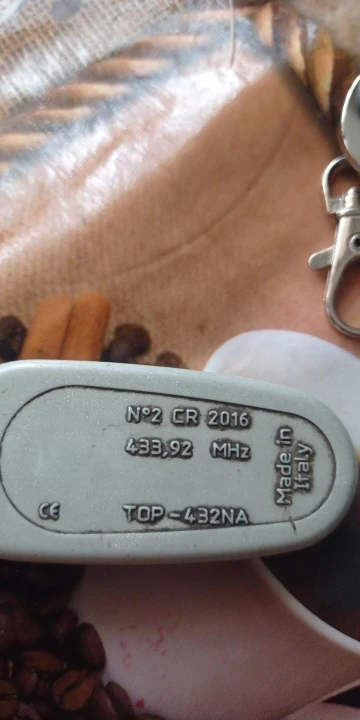 N°2 CR 2016
433,92 MHz
Made in
Italy
CE TOP-432NA